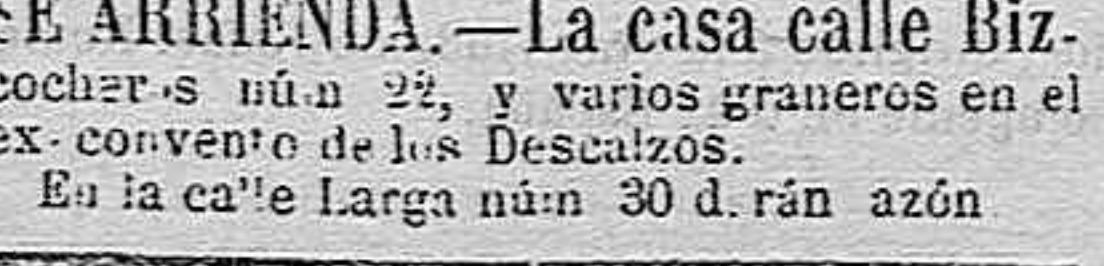 SE ARRIENDA.—La casa calle Biz-
cocheros núm 22, y varios graneros en el
ex-convento de los Descalzos.
En la calle Larga núm 30 darán razón